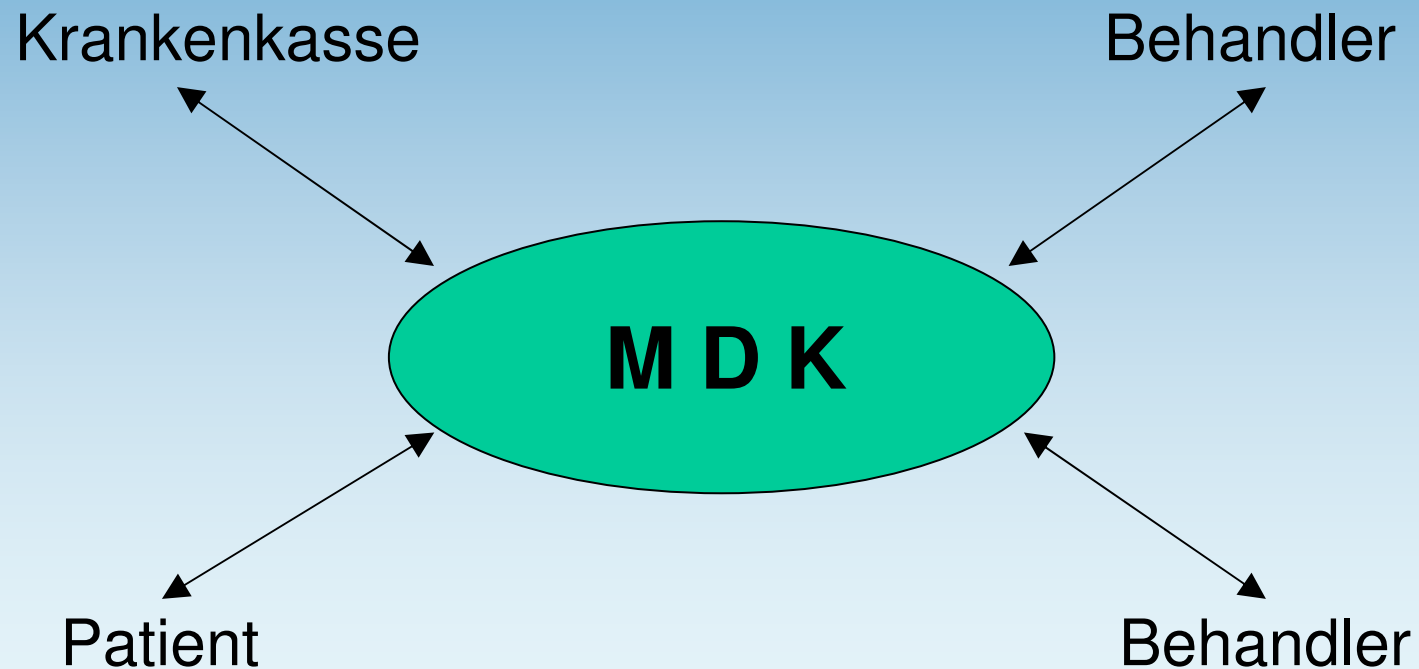 Krankenkasse
Behandler
M D K
Patient
Behandler